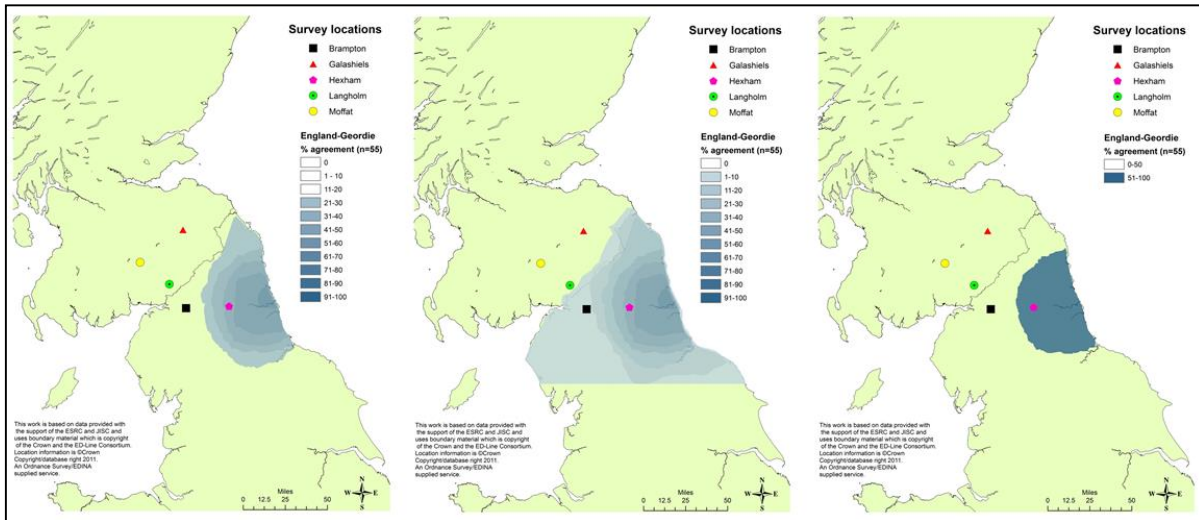 Survey locations
Brampton
Galashiels
Hexham
Langholm
Moffat
England-Geordie
% agreement (n=55)
0
1 - 10
11-20
21-30
31-40
41-50
51-60
61-70
71-80
81-90
91-100
This work is based on data provided with
the support of the ESRC and JISC and
uses boundary material which is copyright
of the Crown and the ED-Line Consortium.
Location information is ©Crown
Copyright/database right 2011.
An Ordnance Survey/EDINA
supplied service.
Miles
0 12.5 25 50
N
W E
S
Survey locations
Brampton
Galashiels
Hexham
Langholm
Moffat
England-Geordie
% agreement (n=55)
0
1-10
11-20
21-30
31-40
41-50
51-60
61-70
71-80
81-90
91-100
This work is based on data provided with
the support of the ESRC and JISC and
uses boundary material which is copyright
of the Crown and the ED-Line Consortium.
Location information is ©Crown
Copyright/database right 2011.
An Ordnance Survey/EDINA
supplied service.
Miles
0 12.5 25 50
N
W E
S
Survey locations
Brampton
Galashiels
Hexham
Langholm
Moffat
England-Geordie
% agreement (n=55)
0-50
51-100
This work is based on data provided with
the support of the ESRC and JISC and
uses boundary material which is copyright
of the Crown and the ED-Line Consortium.
Location information is ©Crown
Copyright/database right 2011.
An Ordnance Survey/EDINA
supplied service.
Miles
0 12.5 25 50
N
W E
S